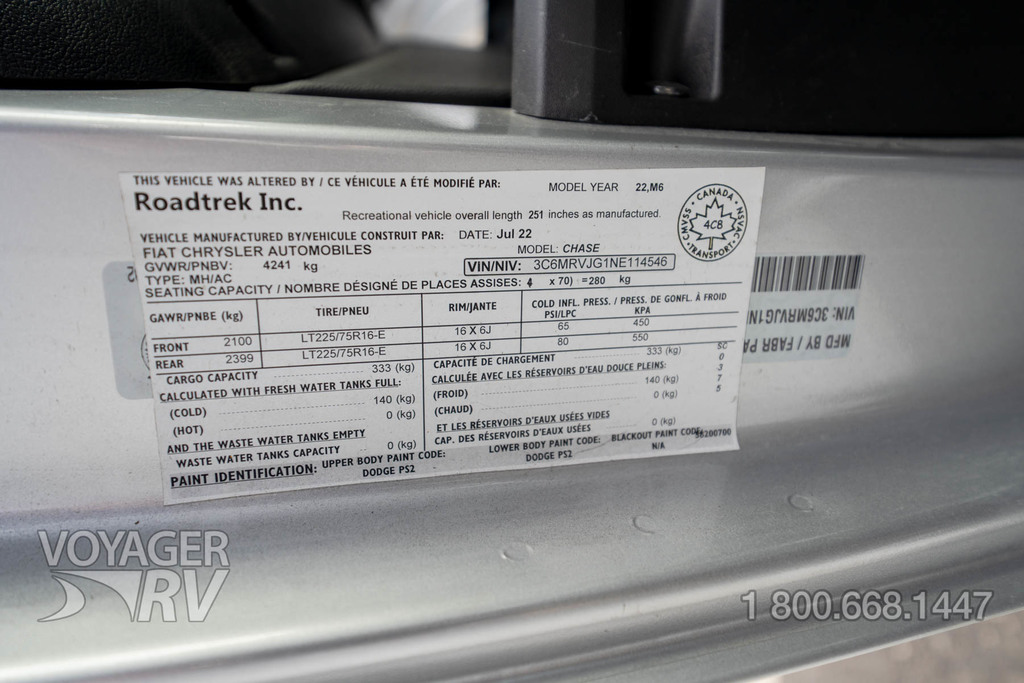 THIS VEHICLE WAS ALTERED BY / CE VÉHICULE A ÉTÉ MODIFIÉ PAR: MODEL YEAR 22,M6
Roadtrek Inc.
Recreational vehicle overall length 251 inches as manufactured.
CANADA
CMVSS NSVAC
4C8
TRANSPORT
VEHICLE MANUFACTURED BY/VEHICULE CONSTRUIT PAR: DATE: Jul 22
FIAT CHRYSLER AUTOMOBILES MODEL: CHASE
GVWR/PNBV: 4241 kg VIN/NIV: 3C6MRVJG1NE114546
TYPE: MH/AC
SEATING CAPACITY / NOMBRE DÉSIGNÉ DE PLACES ASSISES: 4 x 70) =280 kg
GAWR/PNBE (kg) TIRE/PNEU RIM/JANTE COLD INFL. PRESS. / PRESS. DE GONFL. À FROID
PSI/LPC KPA
FRONT 2100 LT225/75R16-E 16 X 6J 65 450
REAR 2399 LT225/75R16-E 16 X 6J 80 550
CARGO CAPACITY 333 (kg)
CALCULATED WITH FRESH WATER TANKS FULL:
(COLD) 140 (kg)
(HOT) 0 (kg)
AND THE WASTE WATER TANKS EMPTY
WASTE WATER TANKS CAPACITY 0 (kg)
CAPACITÉ DE CHARGEMENT 333 (kg)
CALCULÉE AVEC LES RÉSERVOIRS D'EAU DOUCE PLEINS:
(FROID) 140 (kg)
(CHAUD) 0 (kg)
ET LES RÉSERVOIRS D'EAUX USÉES VIDES
CAP. DES RÉSERVOIRS D'EAUX USÉES 0 (kg)
SC
0
3
7
5
PAINT IDENTIFICATION: UPPER BODY PAINT CODE: LOWER BODY PAINT CODE: BLACKOUT PAINT CODE: 56200700
DODGE PS2 DODGE PS2 N/A
VIN: 3C6MRVJG1N
MFD BY / FABR PA
VOYAGER
RV
1 800.668.1447